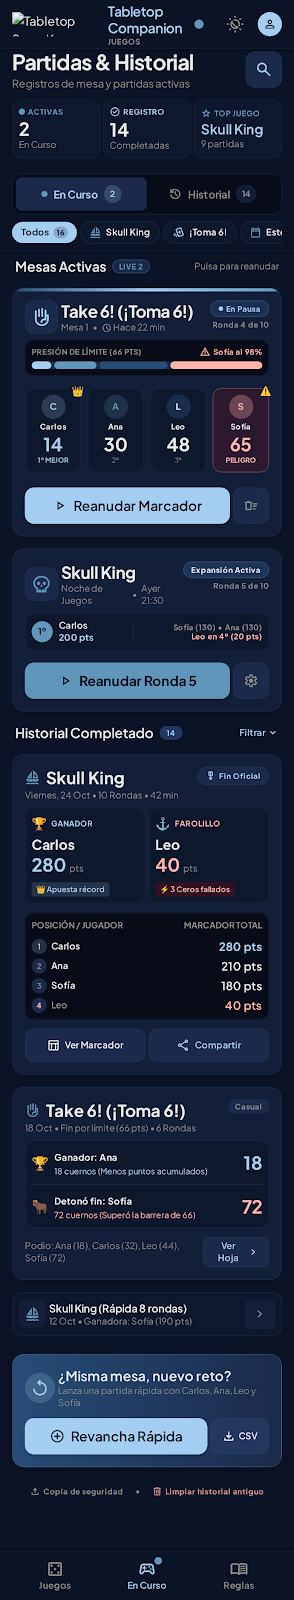 Tabletop
Tabletop
Companion
JUEGOS
Partidas & Historial
Registros de mesa y partidas activas
ACTIVAS
2
En Curso
REGISTRO
14
Completadas
TOP JUEGO
Skull King
9 partidas
En Curso 2
Historial 14
Todos 16
Skull King
¡Toma 6!
Este
Mesas Activas LIVE 2
Pulsa para reanudar
Take 6! (¡Toma 6!)
Mesa 1 • Hace 22 min
En Pausa
Ronda 4 de 10
PRESIÓN DE LÍMITE (66 PTS)
Sofía al 98%
C
Carlos
14
1º MEJOR
A
Ana
30
2º
L
Leo
48
3º
S
Sofía
65
PELIGRO
Reanudar Marcador
Skull King
Noche de Juegos • Ayer 21:30
Expansión Activa
Ronda 5 de 10
1º
Carlos
200 pts
Sofía (130) • Ana (130)
Leo en 4º (20 pts)
Reanudar Ronda 5
Historial Completado 14
Filtrar
Skull King
Fin Oficial
Viernes, 24 Oct • 10 Rondas • 42 min
GANADOR
Carlos
280 pts
Apuesta récord
FAROLILLO
Leo
40 pts
3 Ceros fallados
POSICIÓN / JUGADOR MARCADOR TOTAL
1 Carlos 280 pts
2 Ana 210 pts
3 Sofía 180 pts
4 Leo 40 pts
Ver Marcador
Compartir
Take 6! (¡Toma 6!)
Casual
18 Oct • Fin por límite (66 pts) • 6 Rondas
Ganador: Ana
18 cuernos (Menos puntos acumulados)
18
Detonó fin: Sofía
72 cuernos (Superó la barrera de 66)
72
Podio: Ana (18), Carlos (32), Leo (44),
Sofía (72)
Ver
Hoja
Skull King (Rápida 8 rondas)
12 Oct • Ganadora: Sofía (190 pts)
¿Misma mesa, nuevo reto?
Lanza una partida rápida con Carlos, Ana, Leo y
Sofía
Revancha Rápida
CSV
Copia de seguridad • Limpiar historial antiguo
Juegos
En Curso
Reglas